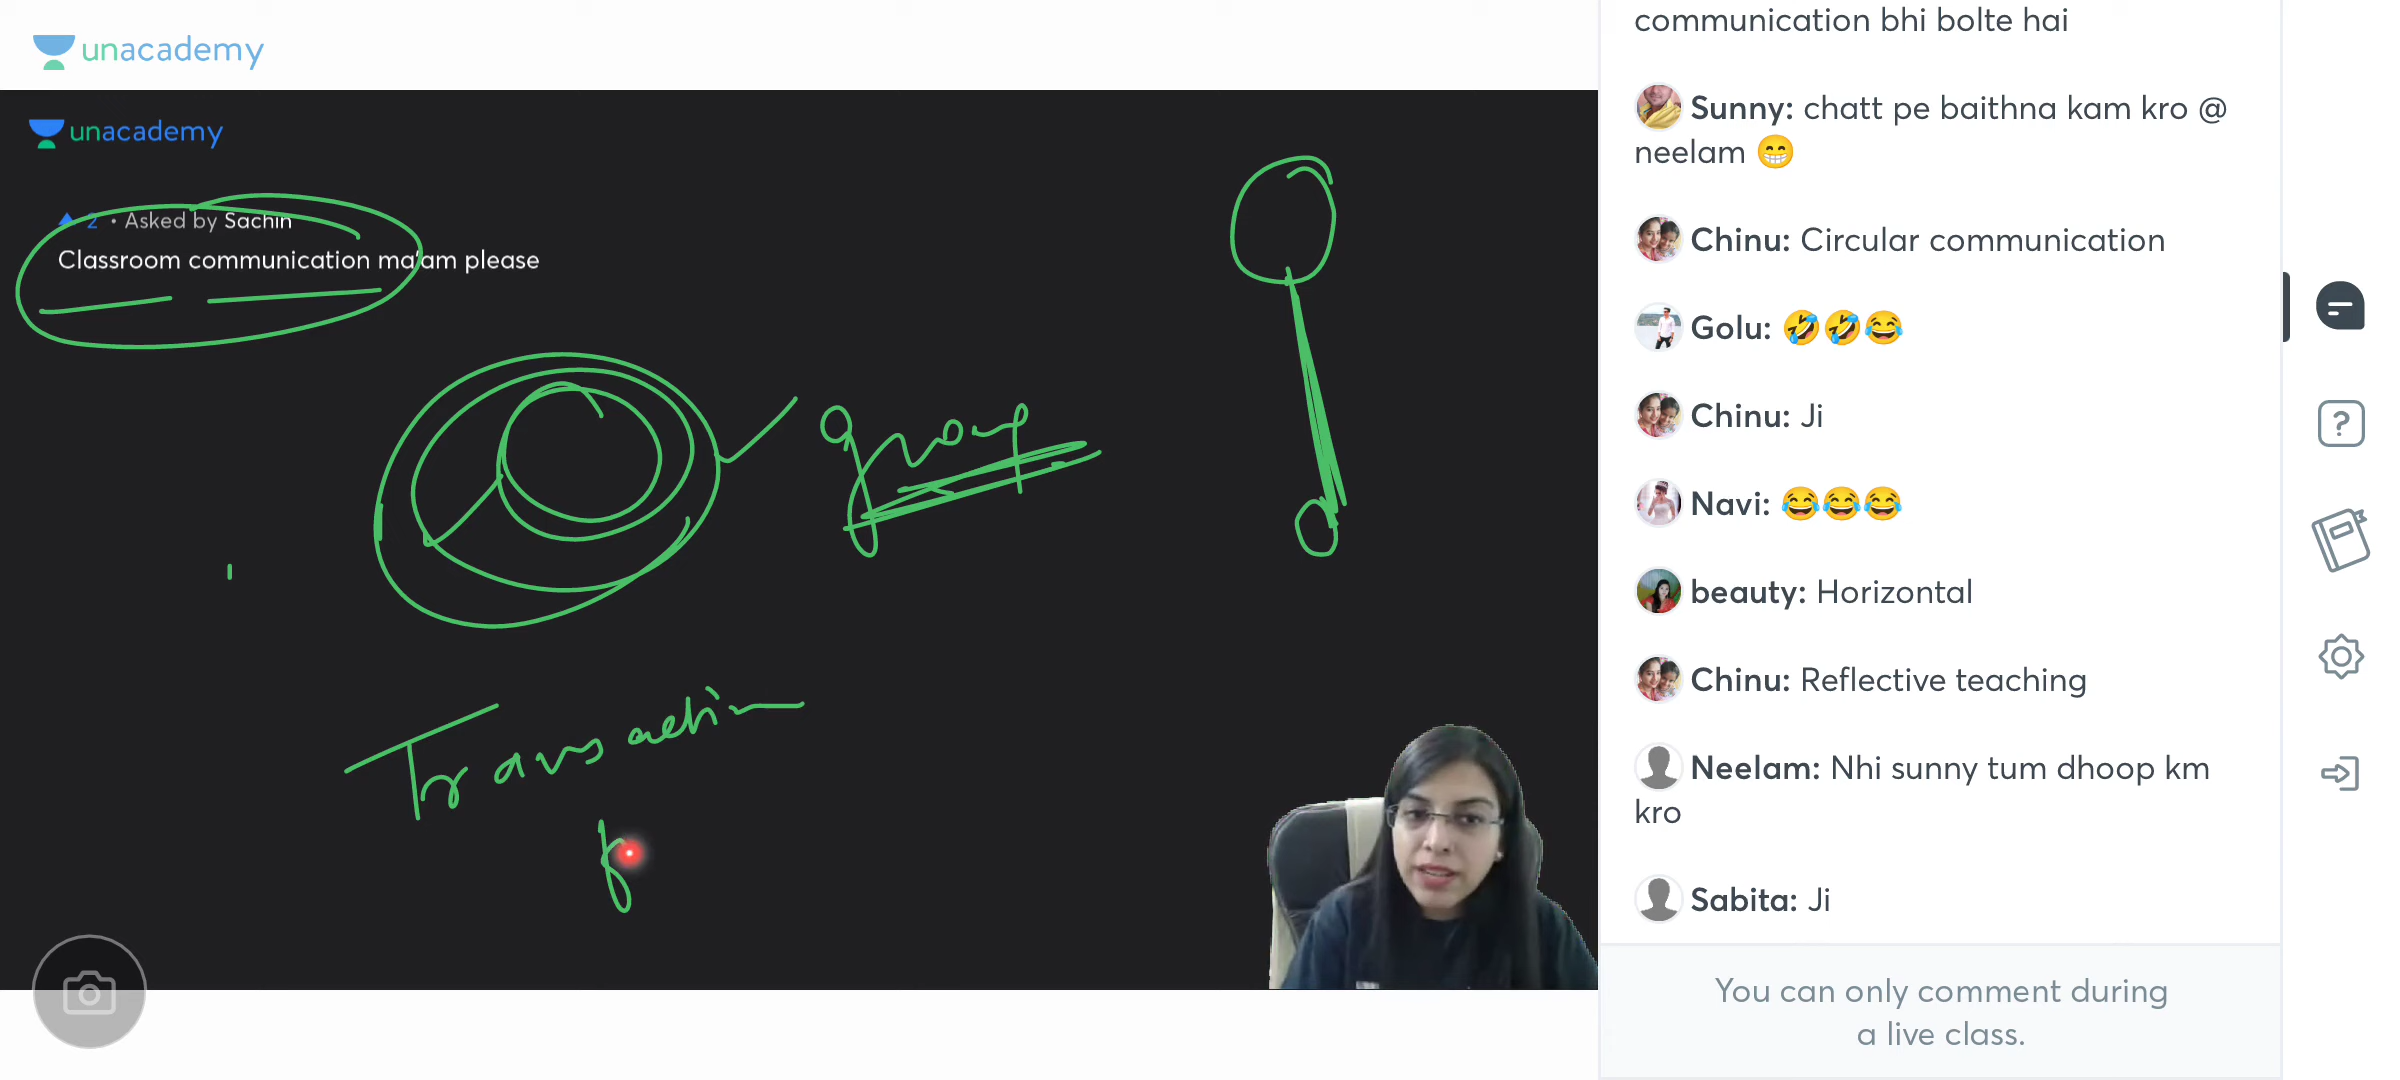 unacademy
unacademy
2 • Asked by Sachin
Classroom communication ma'am please
group
Transaction
communication bhi bolte hai
Sunny: chatt pe baithna kam kro @
neelam 😁
Chinu: Circular communication
Golu: 🤣🤣😂
Chinu: Ji
Navi: 😂😂😂
beauty: Horizontal
Chinu: Reflective teaching
Neelam: Nhi sunny tum dhoop km
kro
Sabita: Ji
You can only comment during
a live class.
?